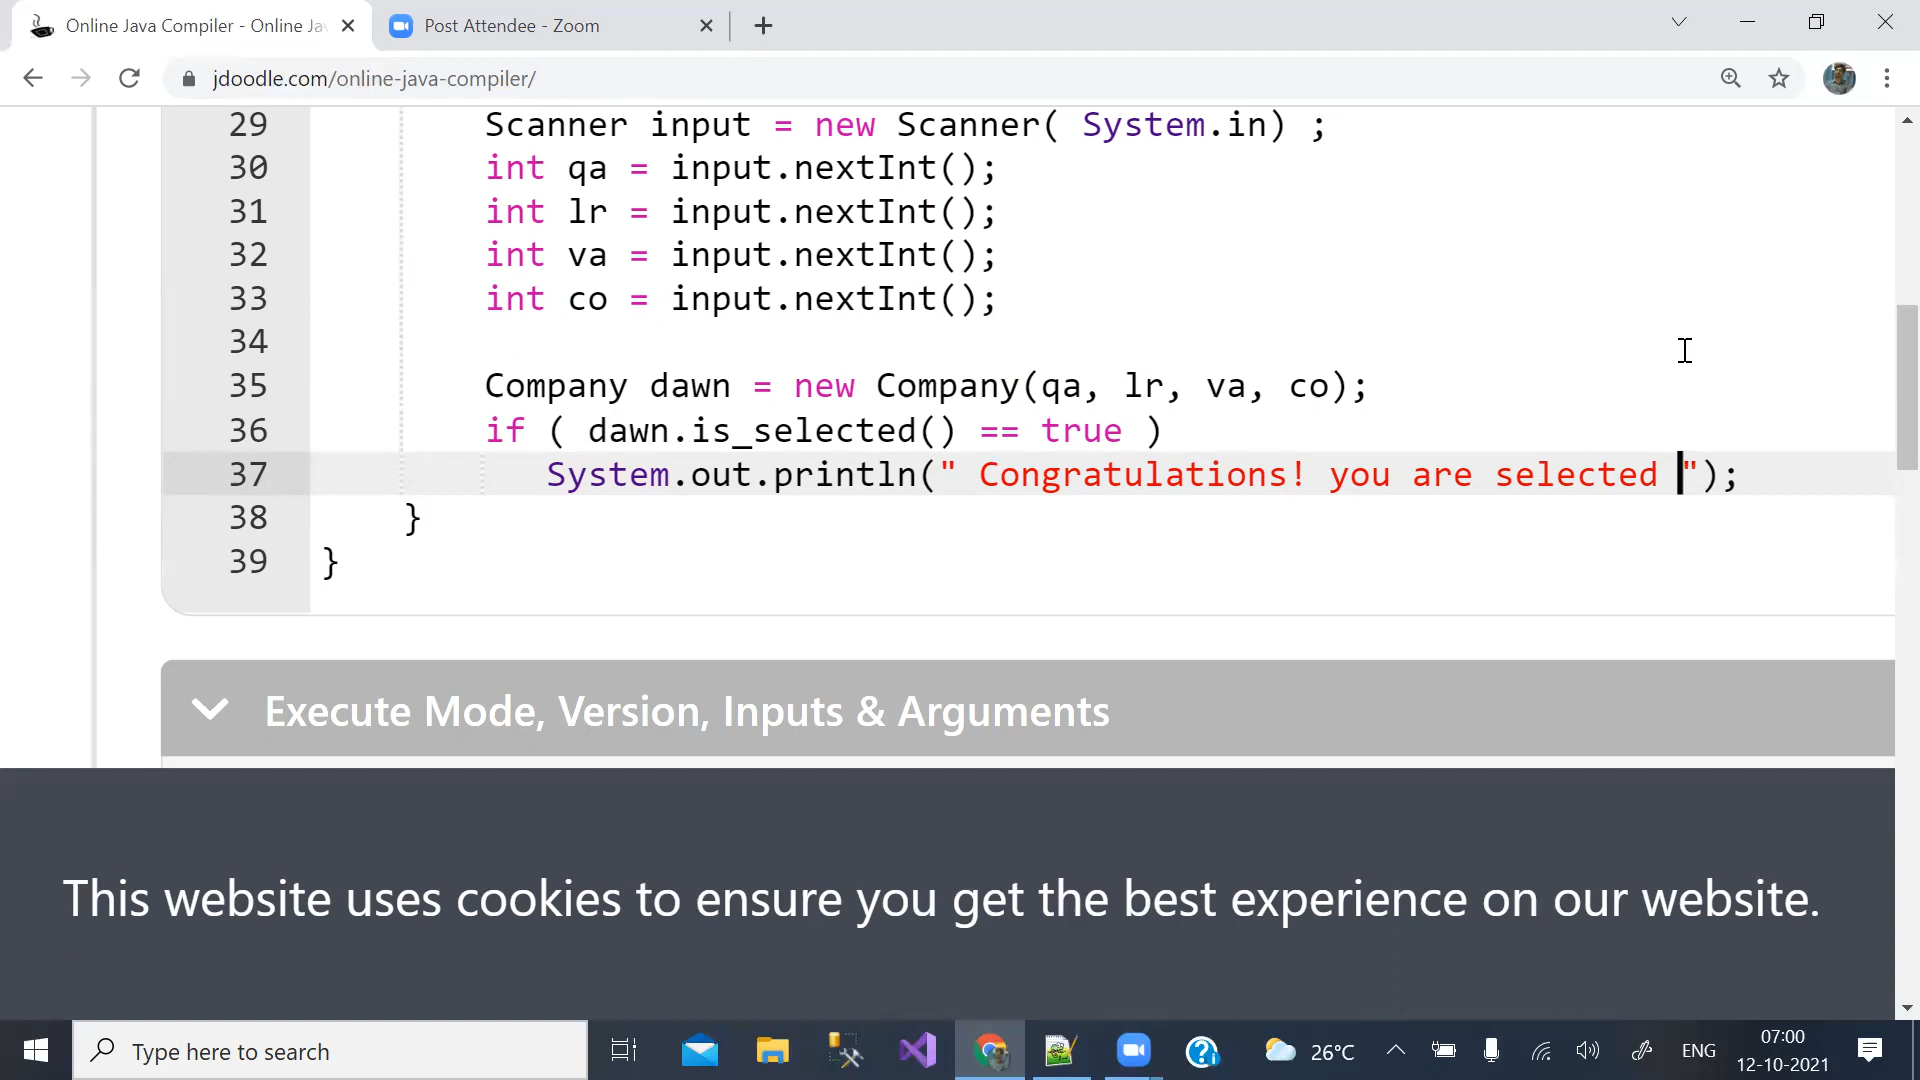 Online Java Compiler - Online Ja
Post Attendee - Zoom
jdoodle.com/online-java-compiler/
29 Scanner input = new Scanner( System.in) ;
30 int qa = input.nextInt();
31 int lr = input.nextInt();
32 int va = input.nextInt();
33 int co = input.nextInt();
34
35 Company dawn = new Company(qa, lr, va, co);
36 if ( dawn.is_selected() == true )
37 System.out.println(" Congratulations! you are selected ");
38 }
39 }
Execute Mode, Version, Inputs & Arguments
This website uses cookies to ensure you get the best experience on our website.
Type here to search
26°C
ENG
07:00
12-10-2021